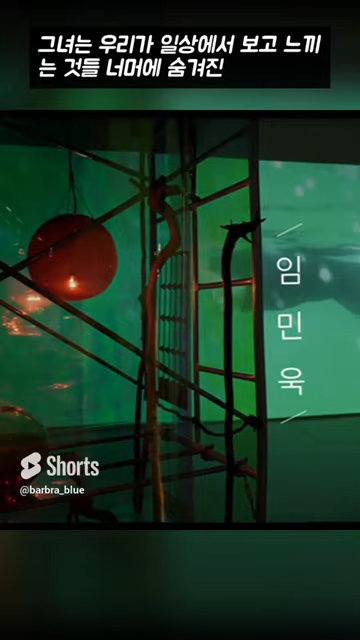 그녀는 우리가 일상에서 보고 느끼
는 것들 너머에 숨겨진
임민욱
Shorts
@barbra_blue